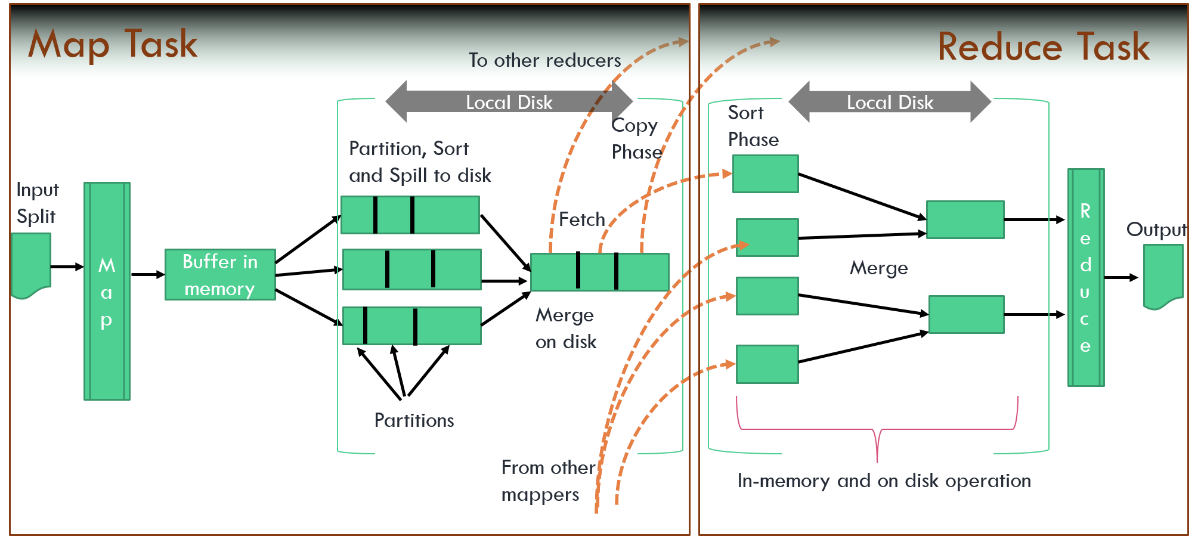 Map Task
Reduce Task
To other reducers
Local Disk
Local Disk
Copy
Phase
Sort
Phase
Partition, Sort
and Spill to disk
Input
Split
Map
Buffer in
memory
Fetch
Merge
on disk
Partitions
From other
mappers
Merge
Reduce
Output
In-memory and on disk operation